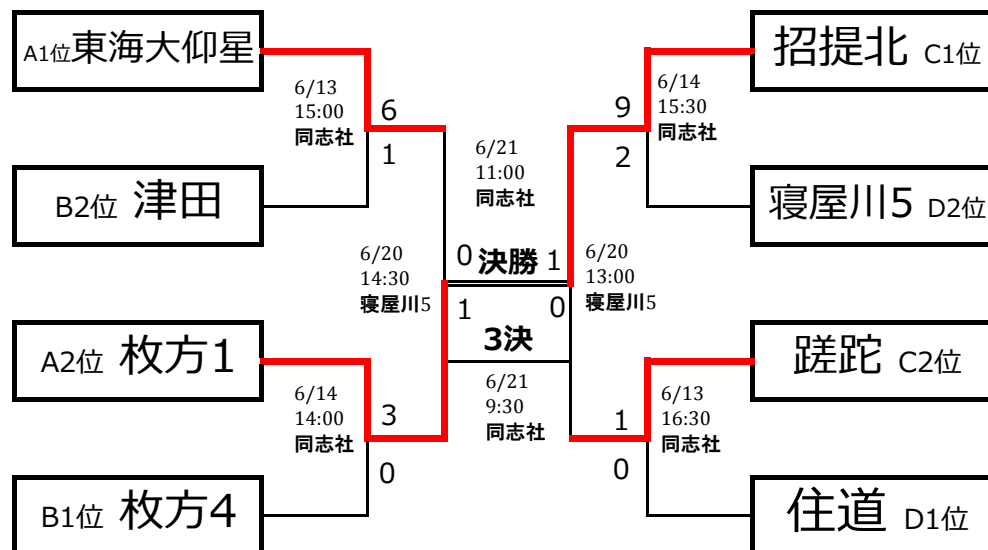 A1位東海大仰星
招提北 C1位
6/13
15:00
同志社
6
1
6/14
15:30
同志社
9
2
6/21
11:00
同志社
B2位 津田
寝屋川5 D2位
6/20
14:30
寝屋川5
0 決勝 1
6/20
13:00
寝屋川5
1
0
3決
A2位 枚方1
蹉跎 C2位
6/14
14:00
同志社
3
0
6/21
9:30
同志社
1
0
6/13
16:30
同志社
B1位 枚方4
住道 D1位